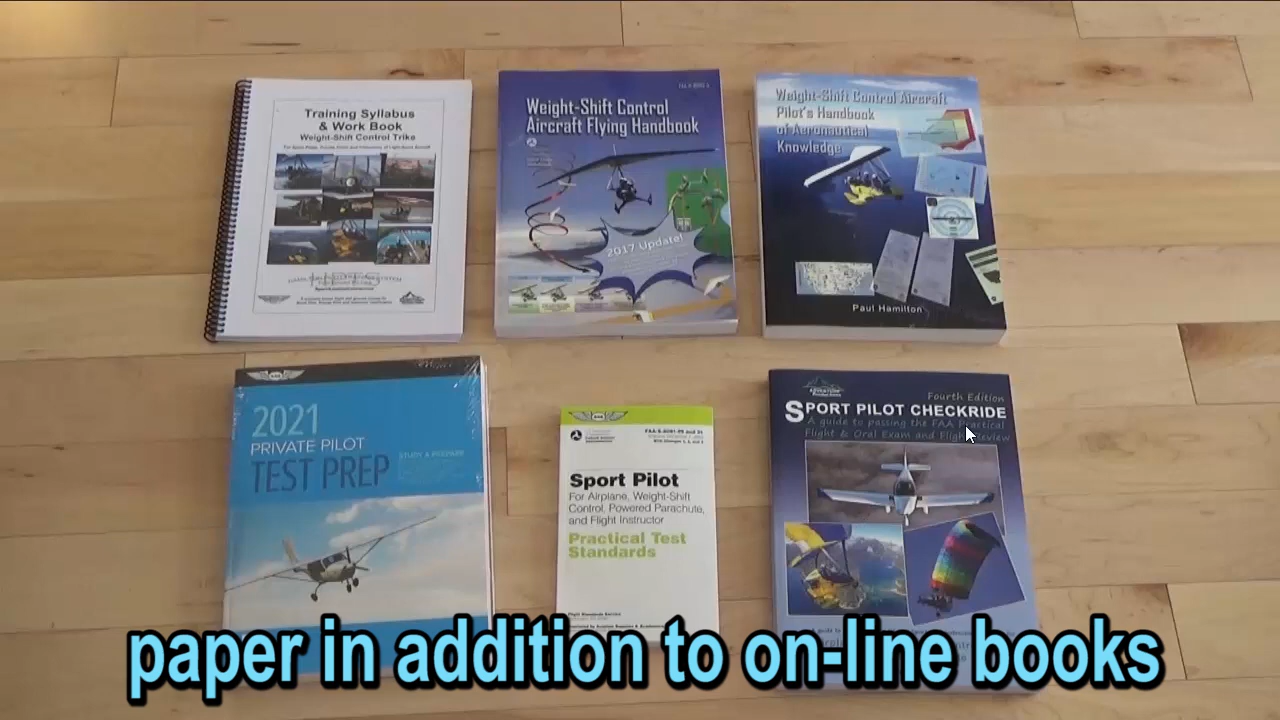 Training Syllabus
& Work Book
Weight-Shift Control Trike
Weight-Shift Control
Aircraft Flying Handbook
2017 Update!
Weight-Shift Control Aircraft
Pilot's Handbook
of Aeronautical
Knowledge
Paul Hamilton
2021
PRIVATE PILOT
TEST PREP
STUDY & PREPARE
Sport Pilot
For Airplane, Weight-Shift
Control, Powered Parachute,
and Flight Instructor
Practical Test
Standards
Fourth Edition
SPORT PILOT CHECKRIDE
A guide to passing the FAA Practical
Flight & Oral Exam and Flight Review
paper in addition to on-line books